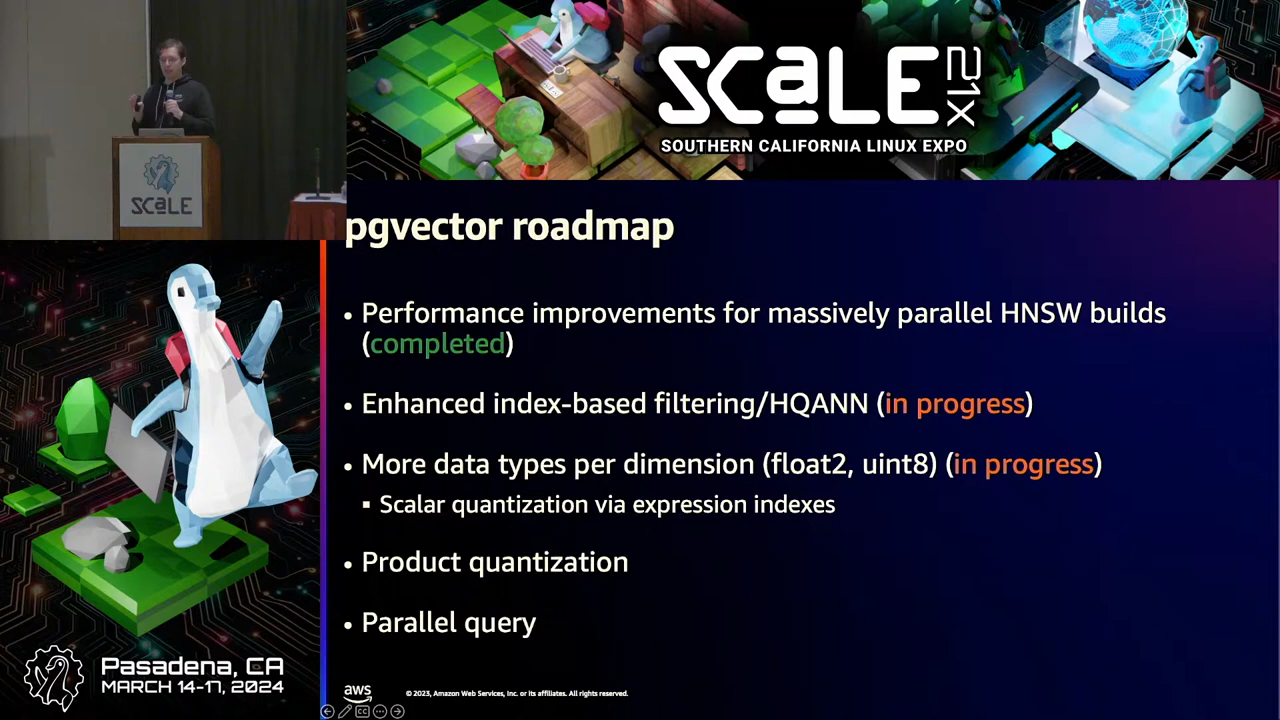 SCaLE 21X
SOUTHERN CALIFORNIA LINUX EXPO
SCaLE
pgvector roadmap
• Performance improvements for massively parallel HNSW builds
(completed)
• Enhanced index-based filtering/HQANN (in progress)
• More data types per dimension (float2, uint8) (in progress)
▪ Scalar quantization via expression indexes
• Product quantization
• Parallel query
Pasadena, CA
MARCH 14-17, 2024
aws
© 2023, Amazon Web Services, Inc. or its affiliates. All rights reserved.
CC